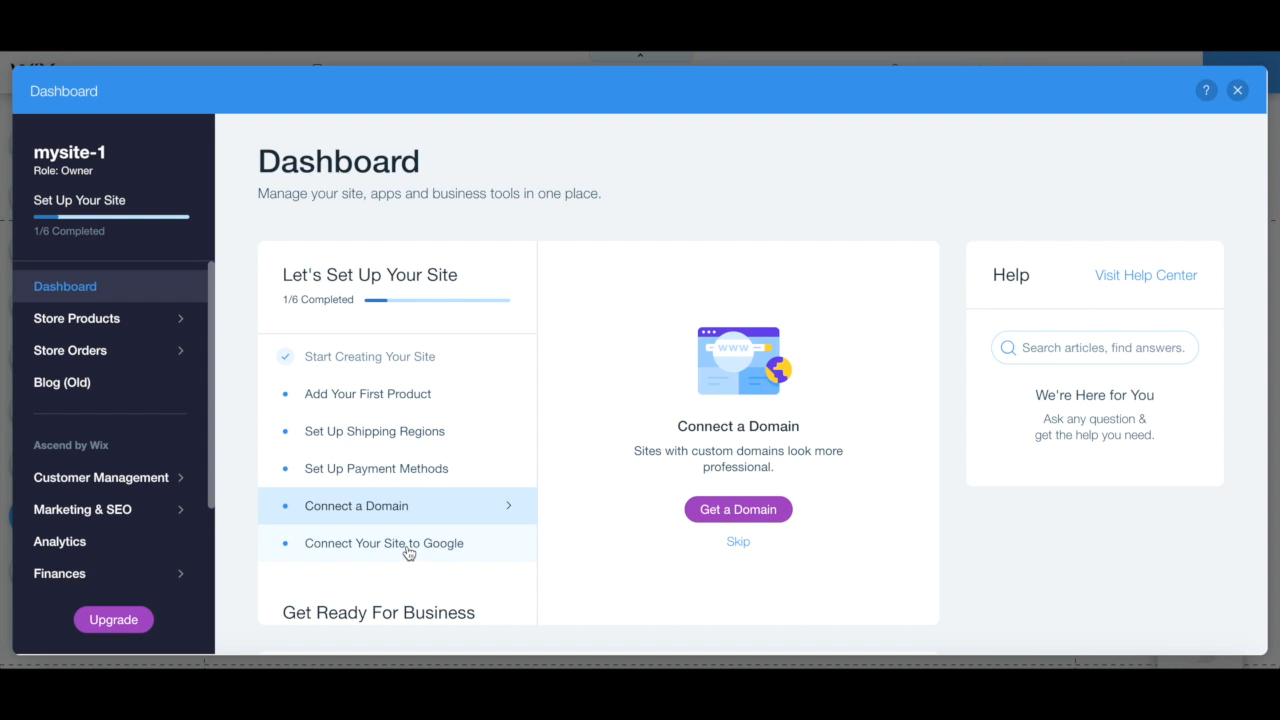 Dashboard
?
mysite-1
Role: Owner
Set Up Your Site
1/6 Completed
Dashboard
Store Products
Store Orders
Blog (Old)
Ascend by Wix
Customer Management
Marketing & SEO
Analytics
Finances
Upgrade
Dashboard
Manage your site, apps and business tools in one place.
Let's Set Up Your Site
1/6 Completed
Start Creating Your Site
Add Your First Product
Set Up Shipping Regions
Set Up Payment Methods
Connect a Domain
Connect Your Site to Google
Get Ready For Business
WWW
Connect a Domain
Sites with custom domains look more
professional.
Get a Domain
Skip
Help
Visit Help Center
Search articles, find answers.
We're Here for You
Ask any question &
get the help you need.